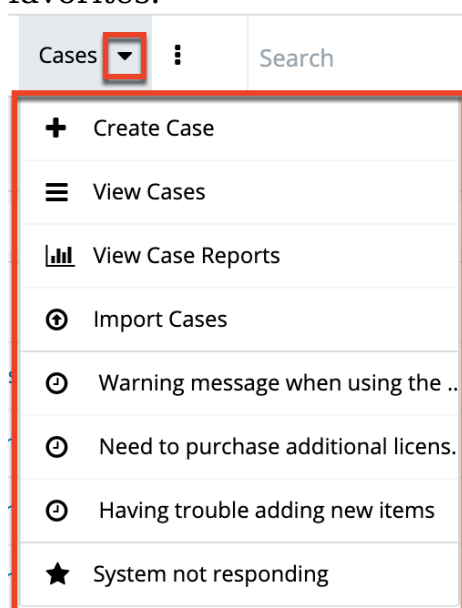 favorites.
Cases
Search
Create Case
View Cases
View Case Reports
Import Cases
Warning message when using the ..
Need to purchase additional licens.
Having trouble adding new items
System not responding